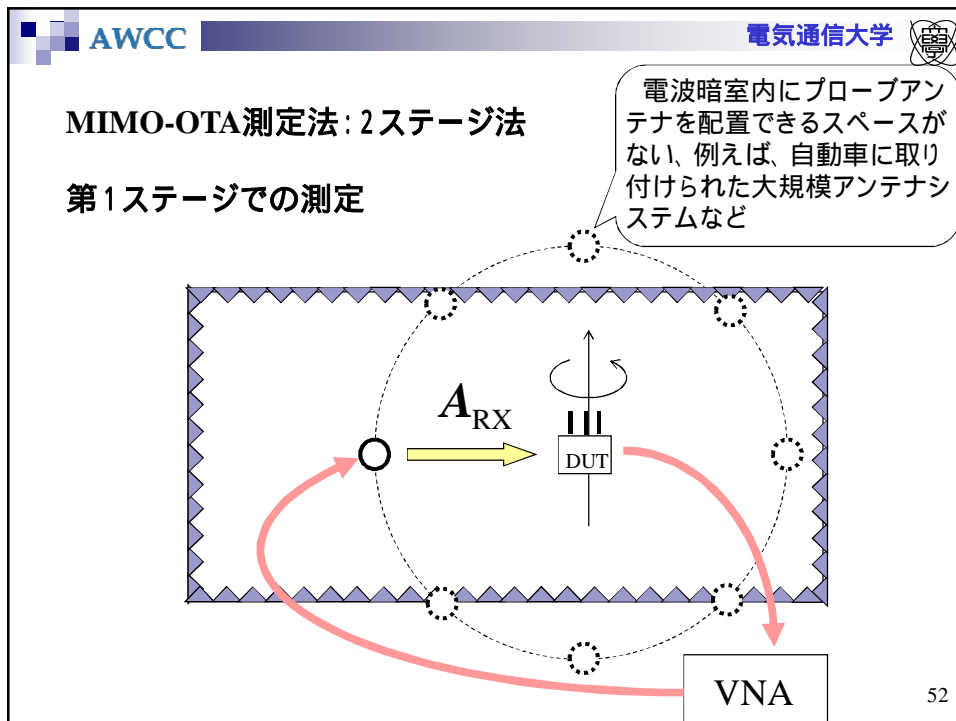 AWCC
電気通信大学
MIMO-OTA測定法:2ステージ法
第1ステージでの測定
電波暗室内にプローブアン
テナを配置できるスペースが
ない、例えば、自動車に取り
付けられた大規模アンテナシ
ステムなど
A RX
DUT
VNA
52